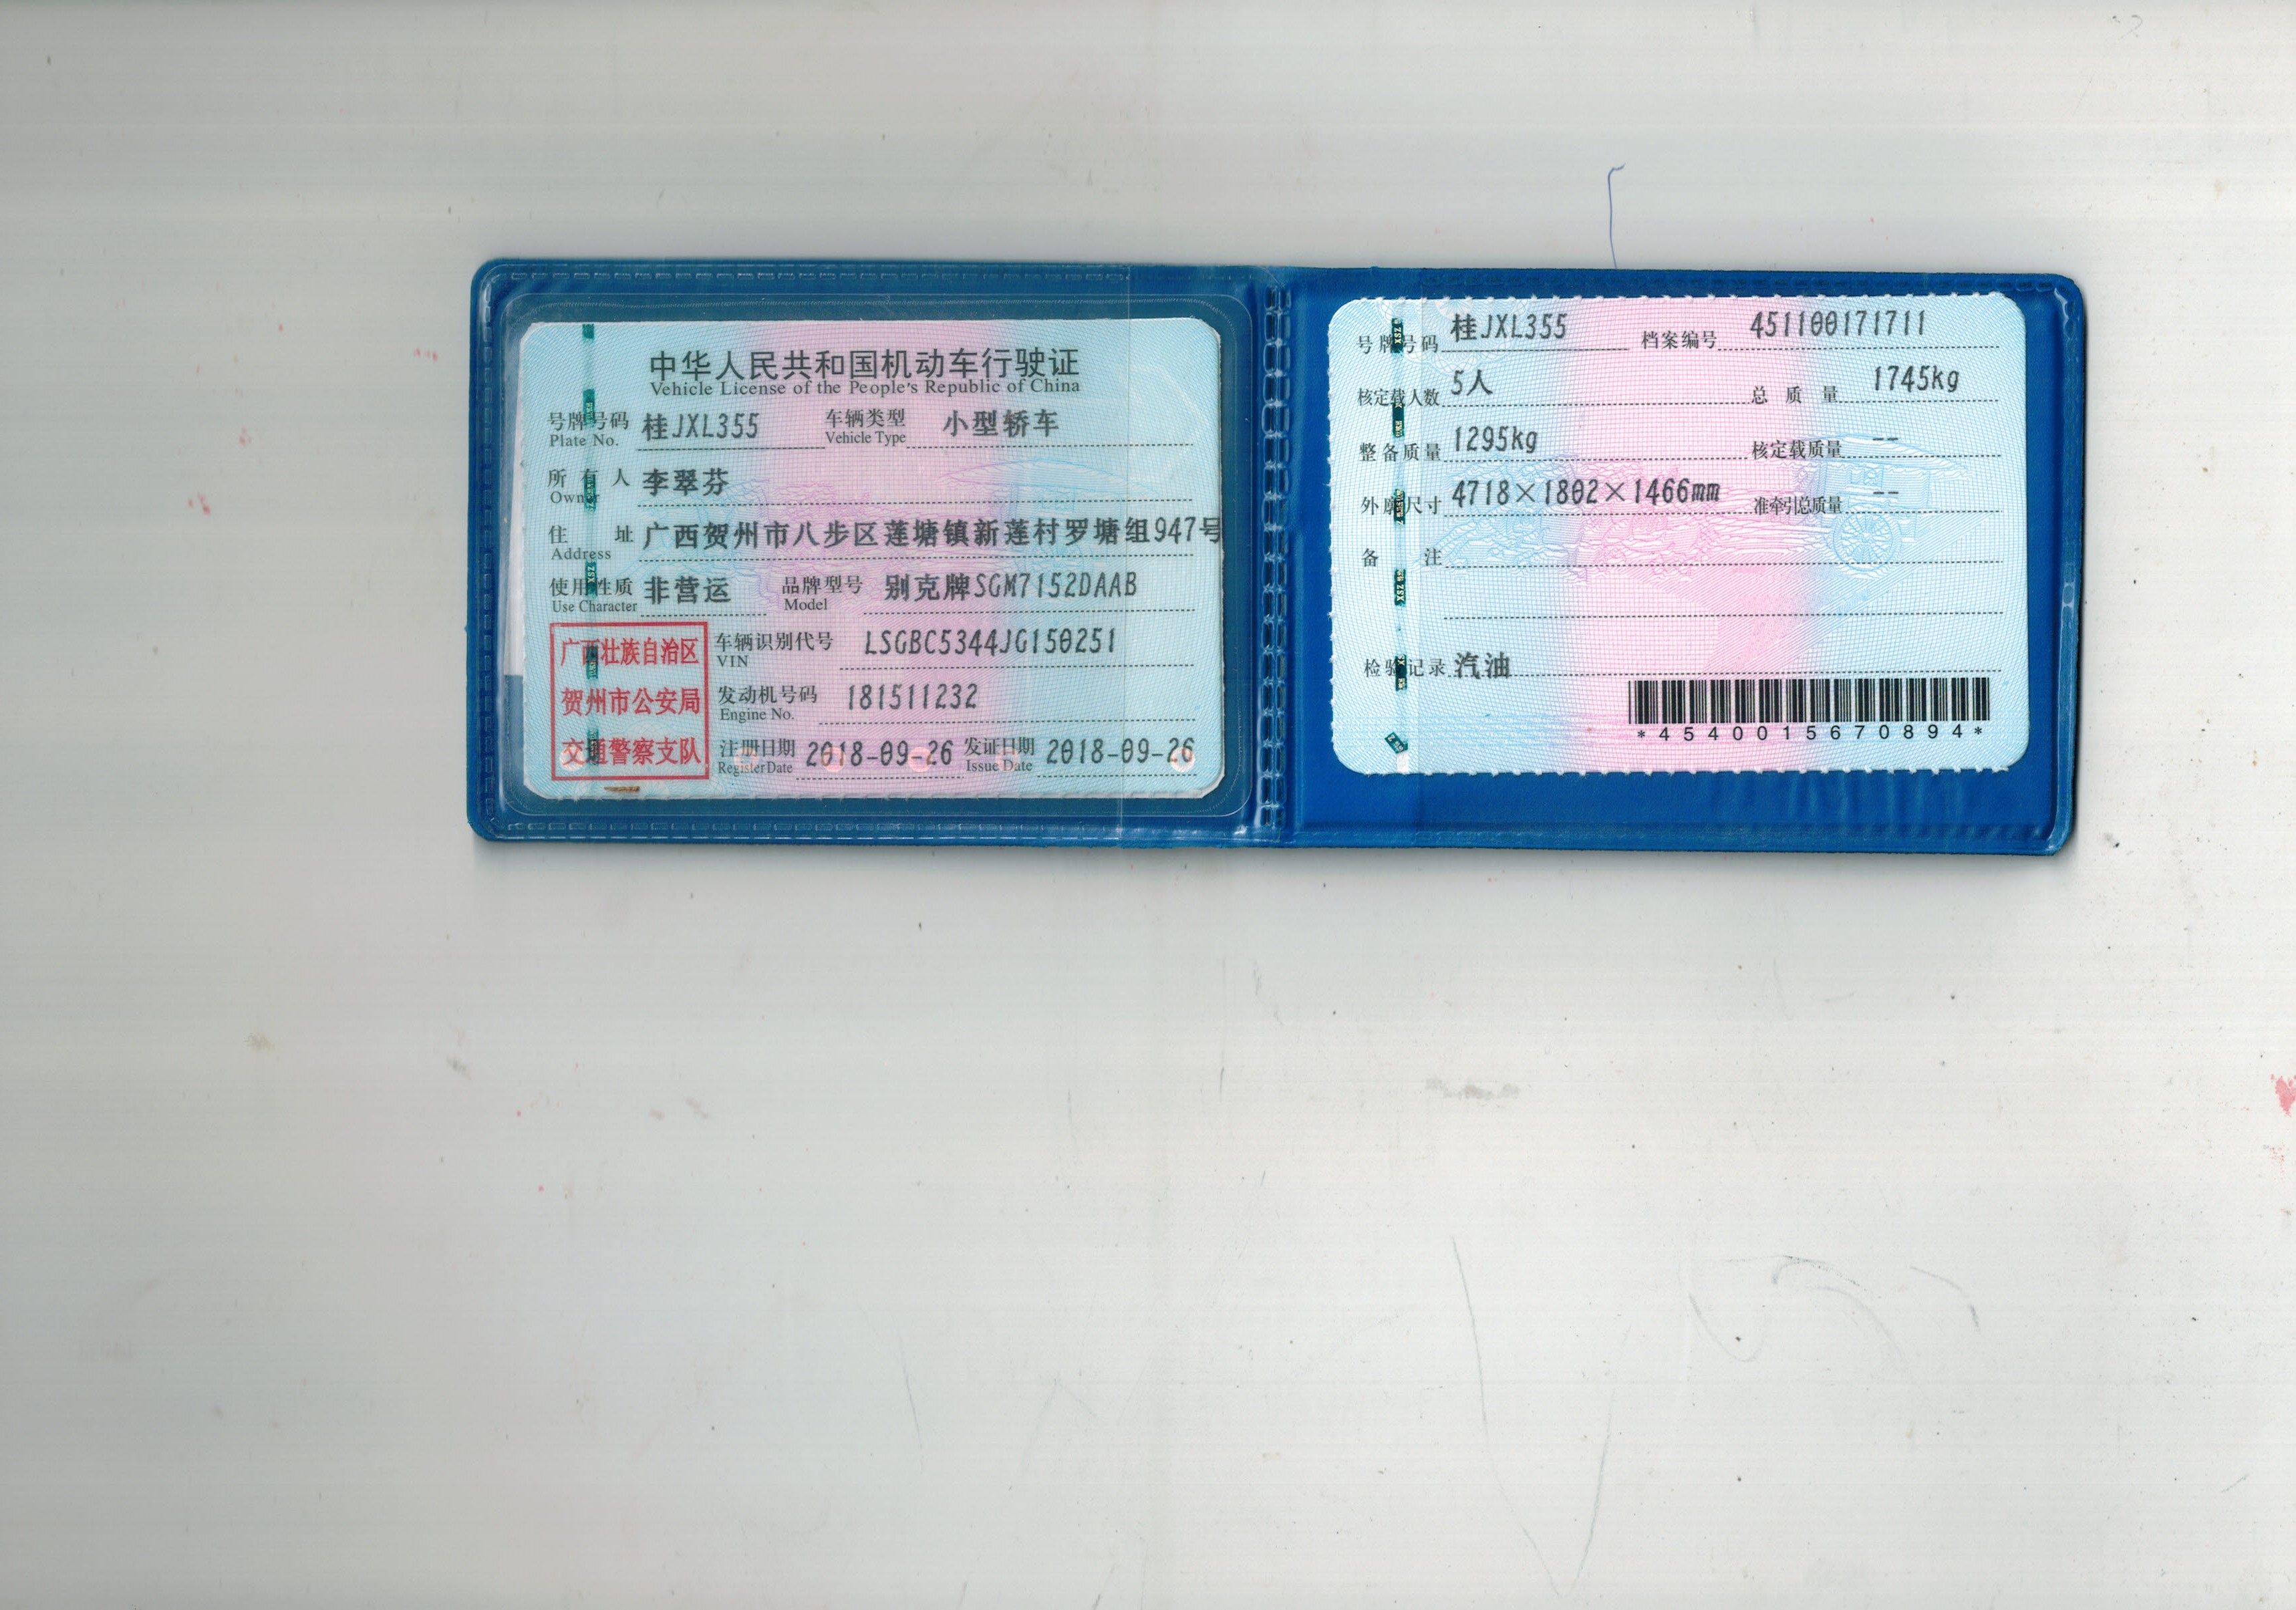 中华人民共和国机动车行驶证
Vehicle License of the People's Republic of China
号牌号码 桂JXL355 车辆类型 小型轿车
Plate No. Vehicle Type
所有人 李翠芬
Owner
住址 广西贺州市八步区莲塘镇新莲村罗塘组947号
Address
使用性质 非营运 品牌型号 别克牌SGM7152DAAB
Use Character Model
广西壮族自治区
贺州市公安局
交通警察支队
车辆识别代号 LSGBC5344JG150251
VIN
发动机号码 181511232
Engine No.
注册日期 2018-09-26 发证日期 2018-09-26
Register Date Issue Date
号牌号码 桂JXL355 档案编号 451100171711
核定载人数 5人 总质量 1745kg
整备质量 1295kg 核定载质量 --
外廓尺寸 4718×1802×1466mm 准牵引总质量 --
备注
检验记录 汽油
*4540015670894*